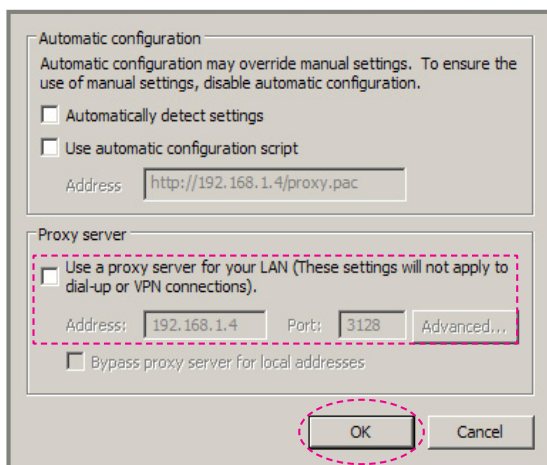 Automatic configuration
Automatic configuration may override manual settings.  To ensure the
use of manual settings, disable automatic configuration.
Automatically detect settings
Use automatic configuration script
Address http://192.168.1.4/proxy.pac
Proxy server
Use a proxy server for your LAN (These settings will not apply to
dial-up or VPN connections).
Address: 192.168.1.4 Port: 3128 Advanced...
Bypass proxy server for local addresses
OK Cancel